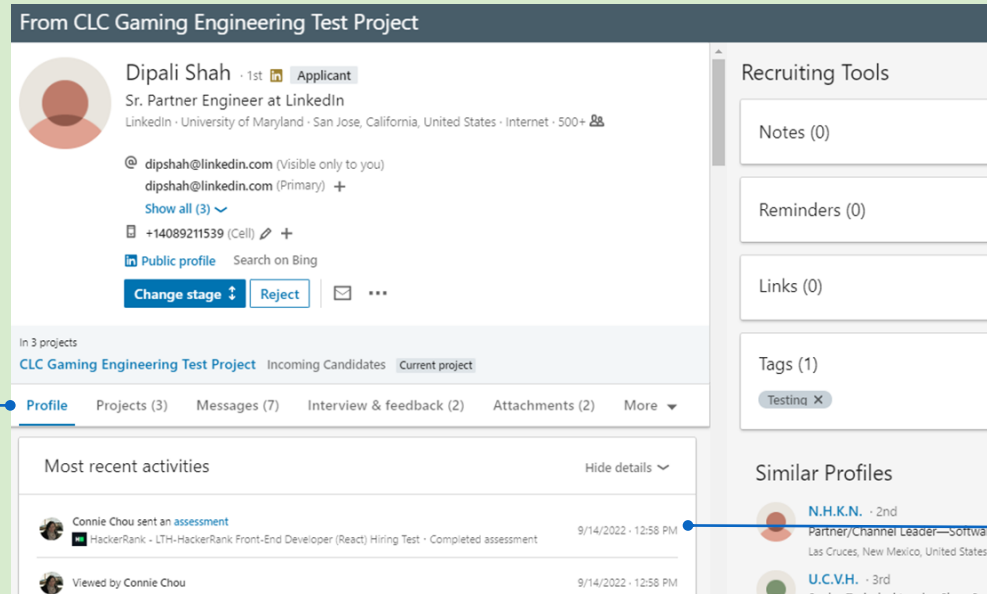 From CLC Gaming Engineering Test Project
Dipali Shah · 1st in Applicant
Sr. Partner Engineer at LinkedIn
LinkedIn · University of Maryland · San Jose, California, United States · Internet · 500+
dipshah@linkedin.com (Visible only to you)
dipshah@linkedin.com (Primary) +
Show all (3)
+14089211539 (Cell) +
in Public profile Search on Bing
Change stage Reject ···
In 3 projects
CLC Gaming Engineering Test Project Incoming Candidates Current project
Profile Projects (3) Messages (7) Interview & feedback (2) Attachments (2) More
Most recent activities Hide details
Connie Chou sent an assessment 9/14/2022 · 12:58 PM
HackerRank - LTH-HackerRank Front-End Developer (React) Hiring Test · Completed assessment
Viewed by Connie Chou 9/14/2022 · 12:58 PM
Recruiting Tools
Notes (0)
Reminders (0)
Links (0)
Tags (1)
Testing ✕
Similar Profiles
N.H.K.N. · 2nd
Partner/Channel Leader—Softwa
Las Cruces, New Mexico, United States
U.C.V.H. · 3rd